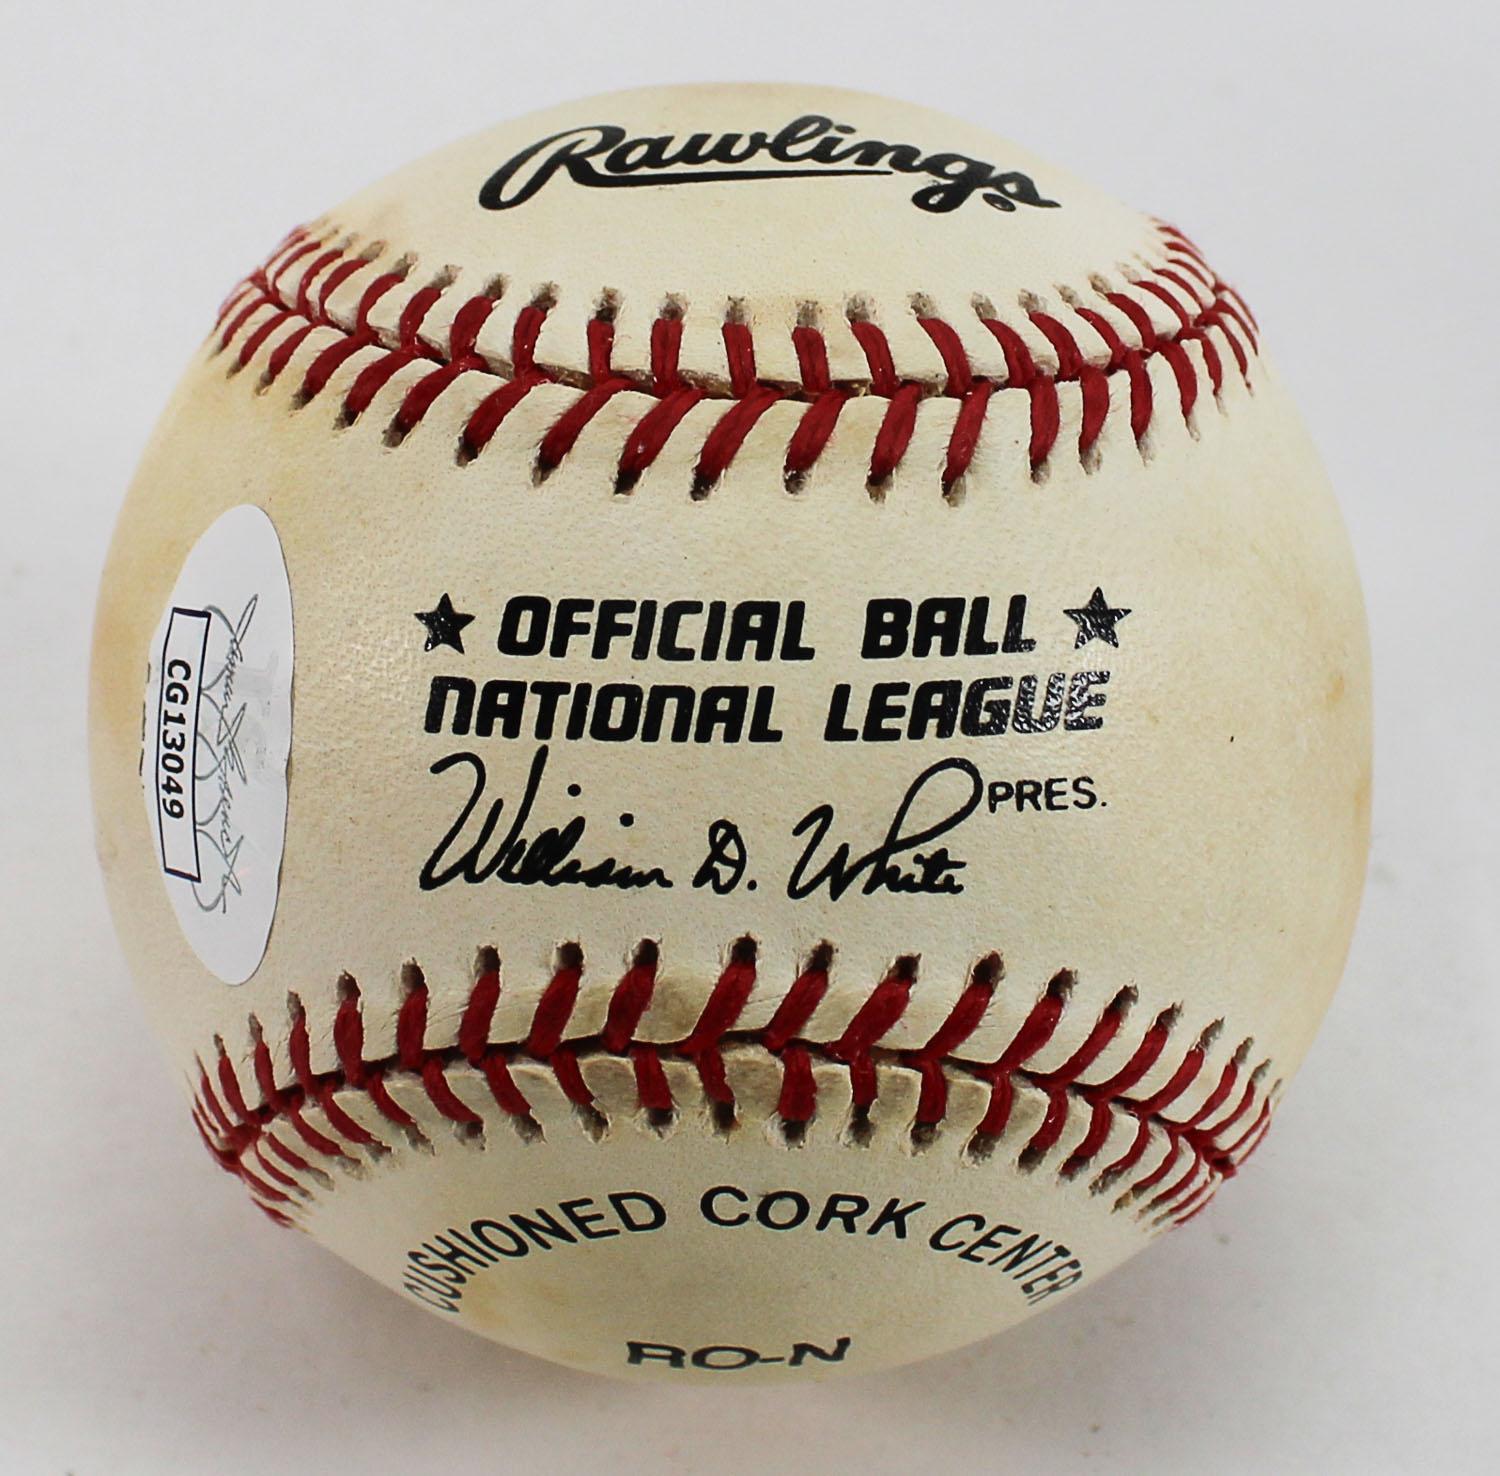 Rawlings®
★ OFFICIAL BALL ★
NATIONAL LEAGUE
William D. White PRES.
CUSHIONED CORK CENTER
RO-N
CG13049